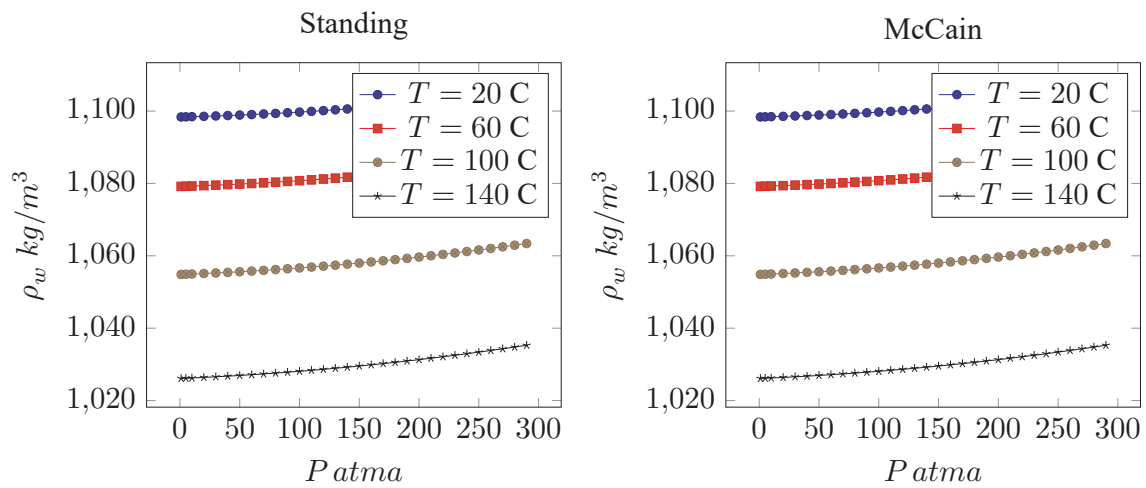 Standing
1,100
1,080
1,060
1,040
1,020
ρ_w kg/m³
0 50 100 150 200 250 300
P atma
T = 20 C
T = 60 C
T = 100 C
T = 140 C
McCain
1,100
1,080
1,060
1,040
1,020
ρ_w kg/m³
0 50 100 150 200 250 300
P atma
T = 20 C
T = 60 C
T = 100 C
T = 140 C